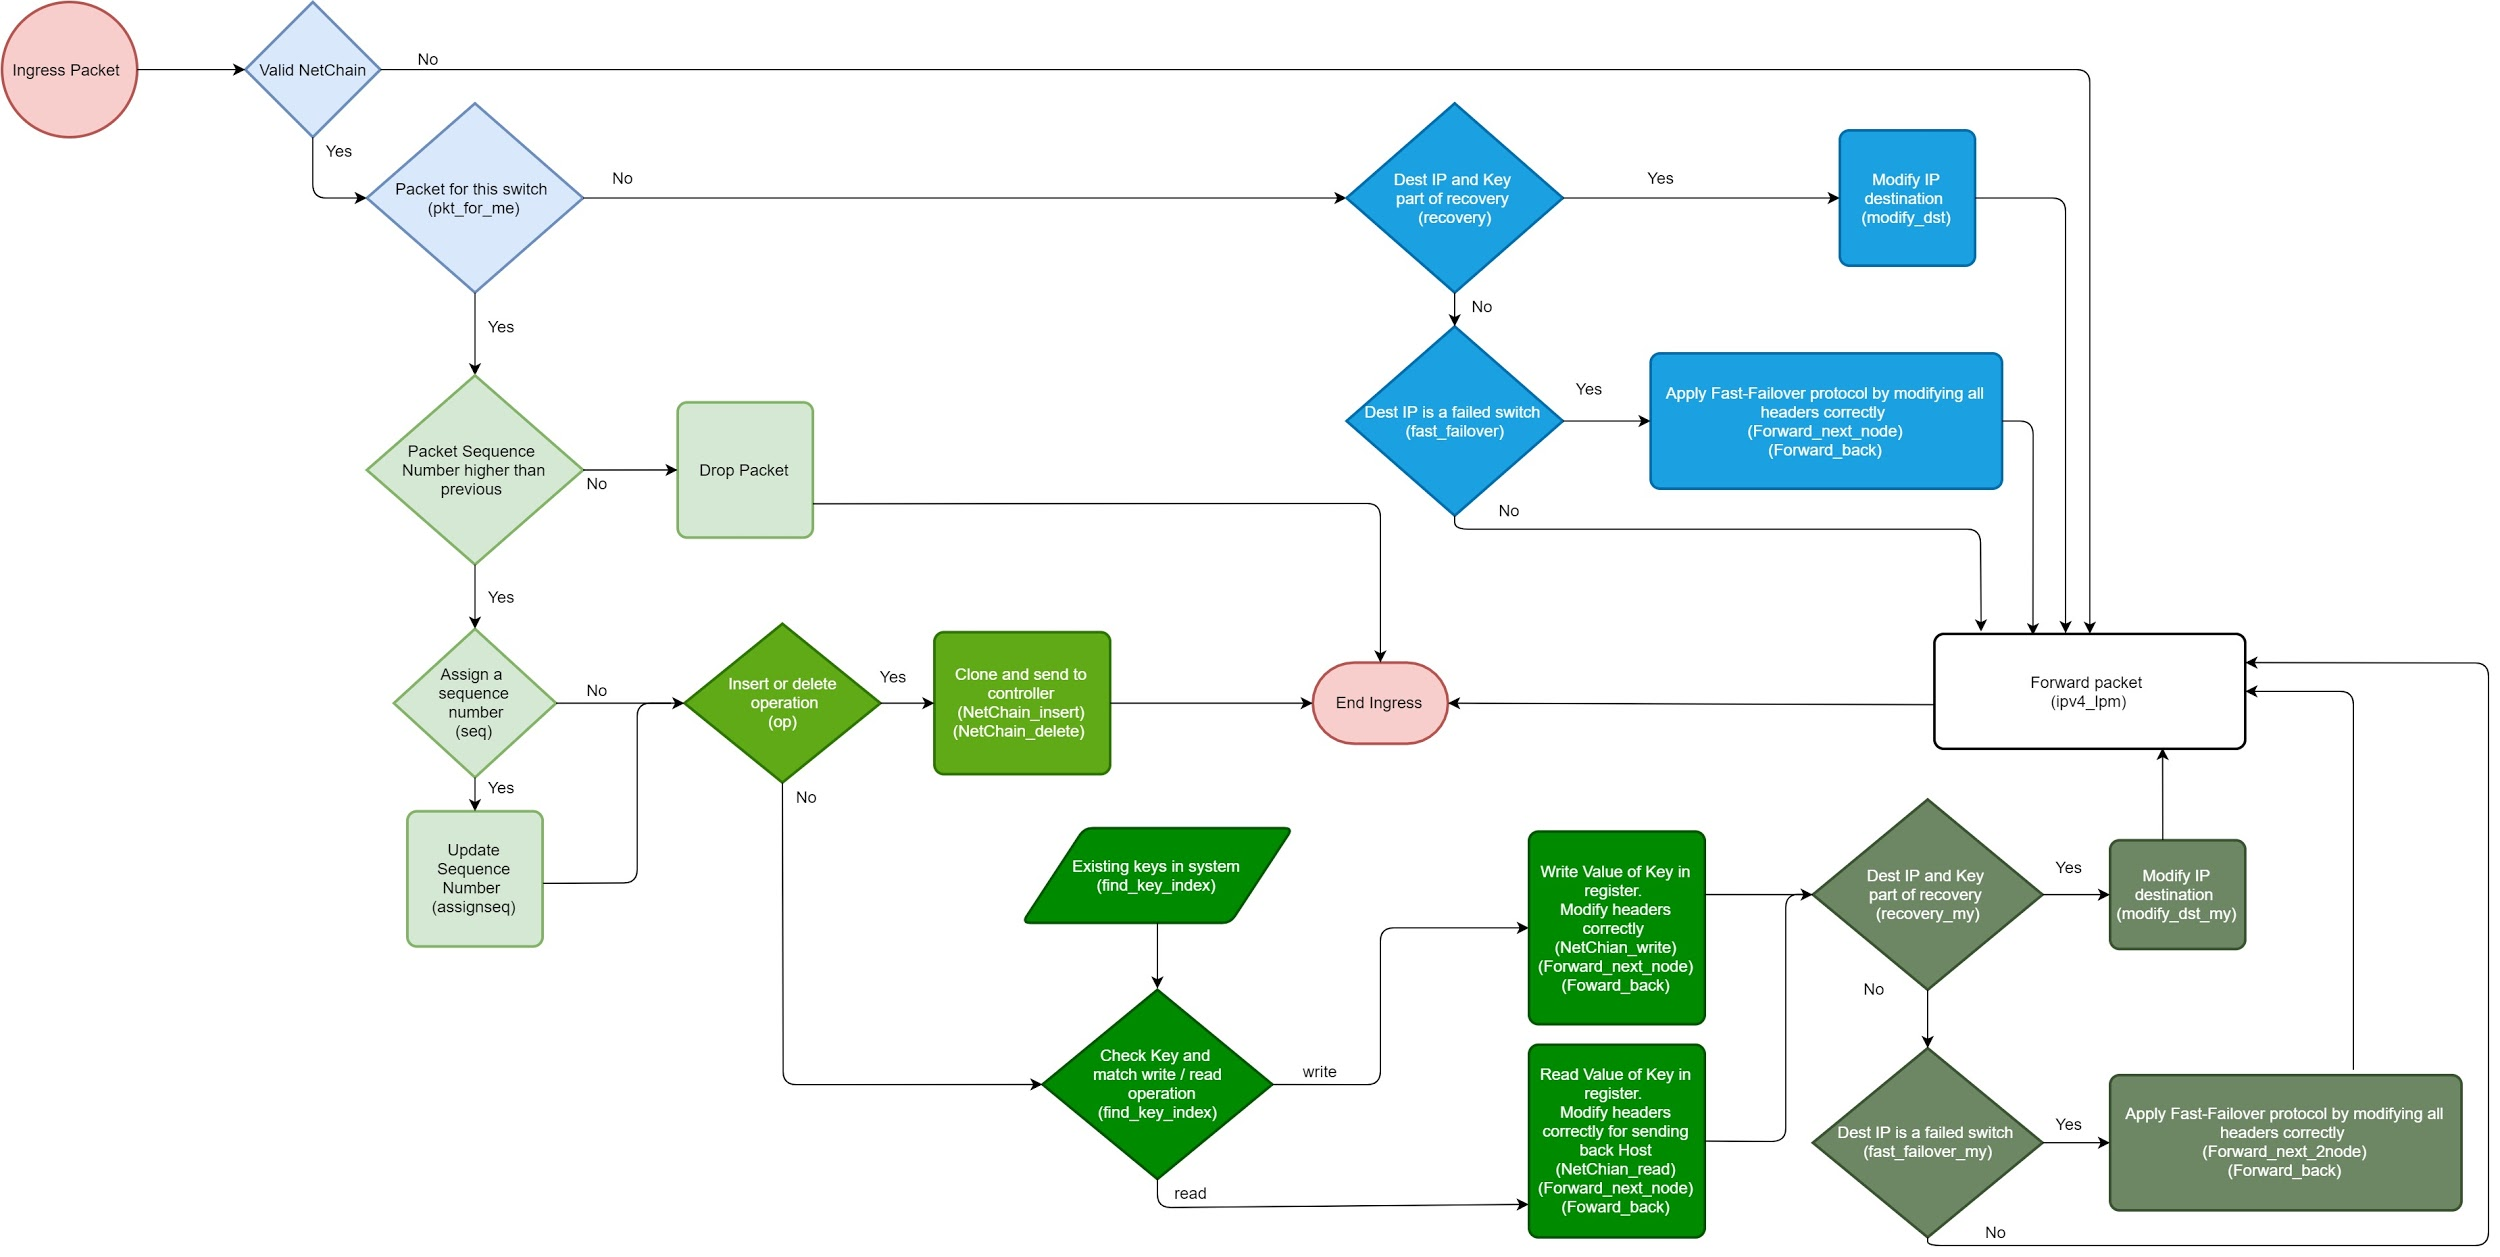 Ingress Packet
Valid NetChain
No
Yes
Packet for this switch
(pkt_for_me)
No
Dest IP and Key
part of recovery
(recovery)
Yes
Modify IP
destination
(modify_dst)
Yes
No
Dest IP is a failed switch
(fast_failover)
Yes
Apply Fast-Failover protocol by modifying all
headers correctly
(Forward_next_node)
(Forward_back)
No
Packet Sequence
Number higher than
previous
No
Drop Packet
Yes
Assign a
sequence
number
(seq)
No
Yes
Update
Sequence
Number
(assignseq)
Insert or delete
operation
(op)
Yes
No
Clone and send to
controller
(NetChain_insert)
(NetChain_delete)
End Ingress
Forward packet
(ipv4_lpm)
Existing keys in system
(find_key_index)
Check Key and
match write / read
operation
(find_key_index)
write
read
Write Value of Key in
register.
Modify headers
correctly
(NetChian_write)
(Forward_next_node)
(Foward_back)
Read Value of Key in
register.
Modify headers
correctly for sending
back Host
(NetChian_read)
(Forward_next_node)
(Foward_back)
Dest IP and Key
part of recovery
(recovery_my)
Yes
Modify IP
destination
(modify_dst_my)
No
Dest IP is a failed switch
(fast_failover_my)
Yes
Apply Fast-Failover protocol by modifying all
headers correctly
(Forward_next_2node)
(Forward_back)
No